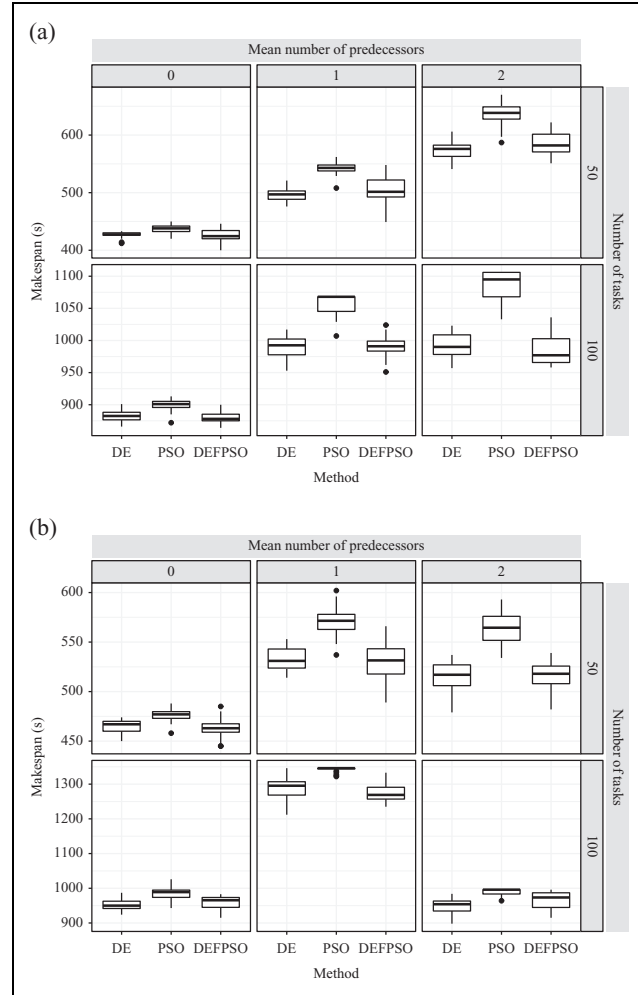 (a)
Mean number of predecessors
0 1 2
Makespan (s)
600
500
400
50
1100
1050
1000
950
900
100
Number of tasks
DE PSO DEFPSO DE PSO DEFPSO DE PSO DEFPSO
Method
(b)
Mean number of predecessors
0 1 2
Makespan (s)
600
550
500
450
50
1300
1200
1100
1000
900
100
Number of tasks
DE PSO DEFPSO DE PSO DEFPSO DE PSO DEFPSO
Method